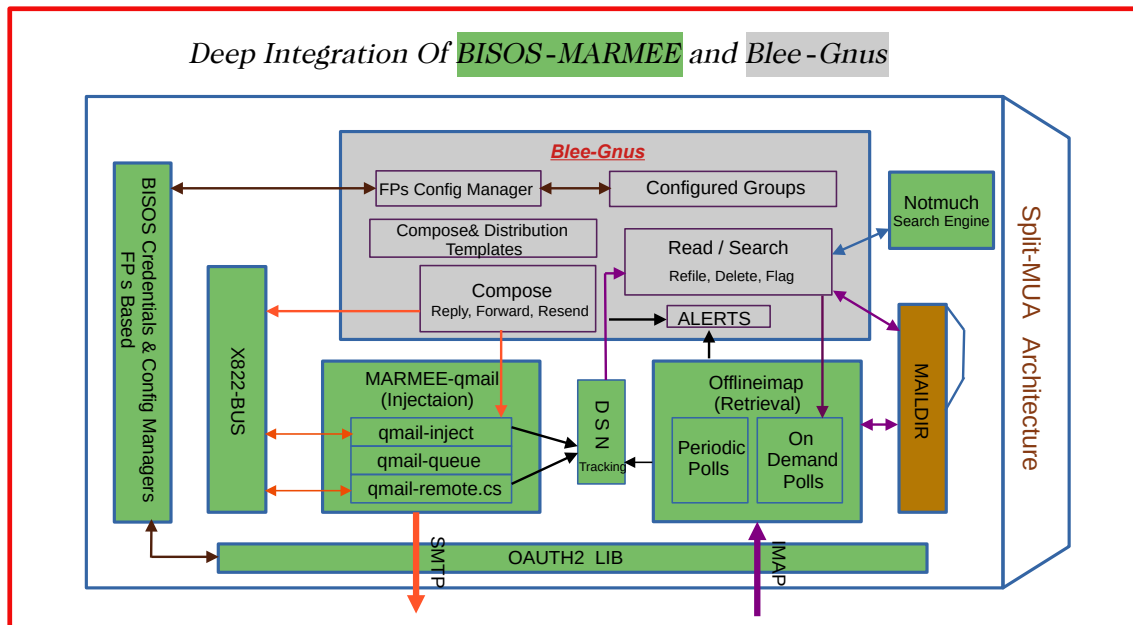 Deep Integration Of BISOS-MARMEE and Blee-Gnus
Blee-Gnus
FPs Config Manager
Configured Groups
Compose& Distribution
Templates
Read / Search
Refile, Delete, Flag
Compose
Reply, Forward, Resend
ALERTS
Notmuch
Search Engine
BISOS Credentials & Config Managers
FP s Based
X822-BUS
MARMEE-qmail
(Injectaion)
qmail-inject
qmail-queue
qmail-remote.cs
DSN
Tracking
Offlineimap
(Retrieval)
Periodic
Polls
On
Demand
Polls
MAILDIR
Split-MUA Architecture
OAUTH2 LIB
SMTP
IMAP